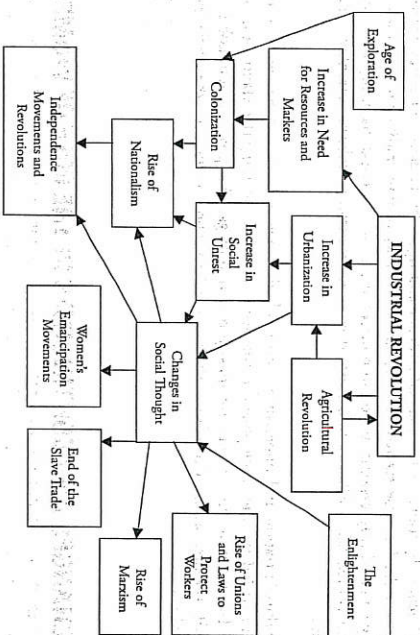 INDUSTRIAL REVOLUTION
Age of
Exploration
Increase in Need
for Resources and
Markets
Increase in
Urbanization
Agricultural
Revolution
The
Enlightenment
Colonization
Increase in
Social
Unrest
Rise of
Nationalism
Changes in
Social Thought
Rise of Unions
and Laws to
Protect
Workers
Independence
Movements and
Revolutions
Women's
Emancipation
Movements
End of the
Slave Trade
Rise of
Marxism